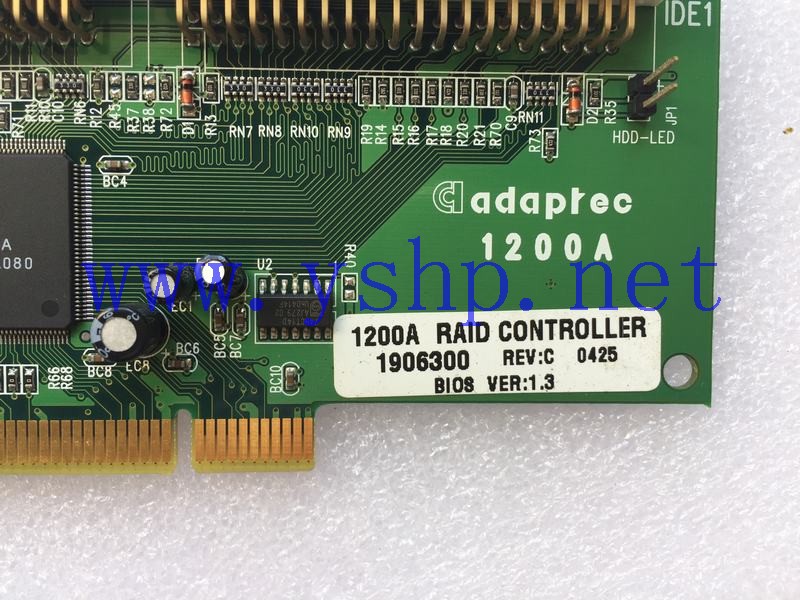 IDE1
RN6
R12
R45
R37
R38
R72
D1
R13
RN7 RN8 RN10 RN9
R19
R14
R15
R16
R17
R18
R20
R21
R70
C9
RN11
R73
D2
R35
JP1
HDD-LED
BC4
adaptec
1200A
A
080
www.yshp.net
U2
R40
EC1
BC5
BC7
BC8
EC8
BC6
BC10
R66
R68
1200A RAID CONTROLLER
1906300 REV:C 0425
BIOS VER:1.3